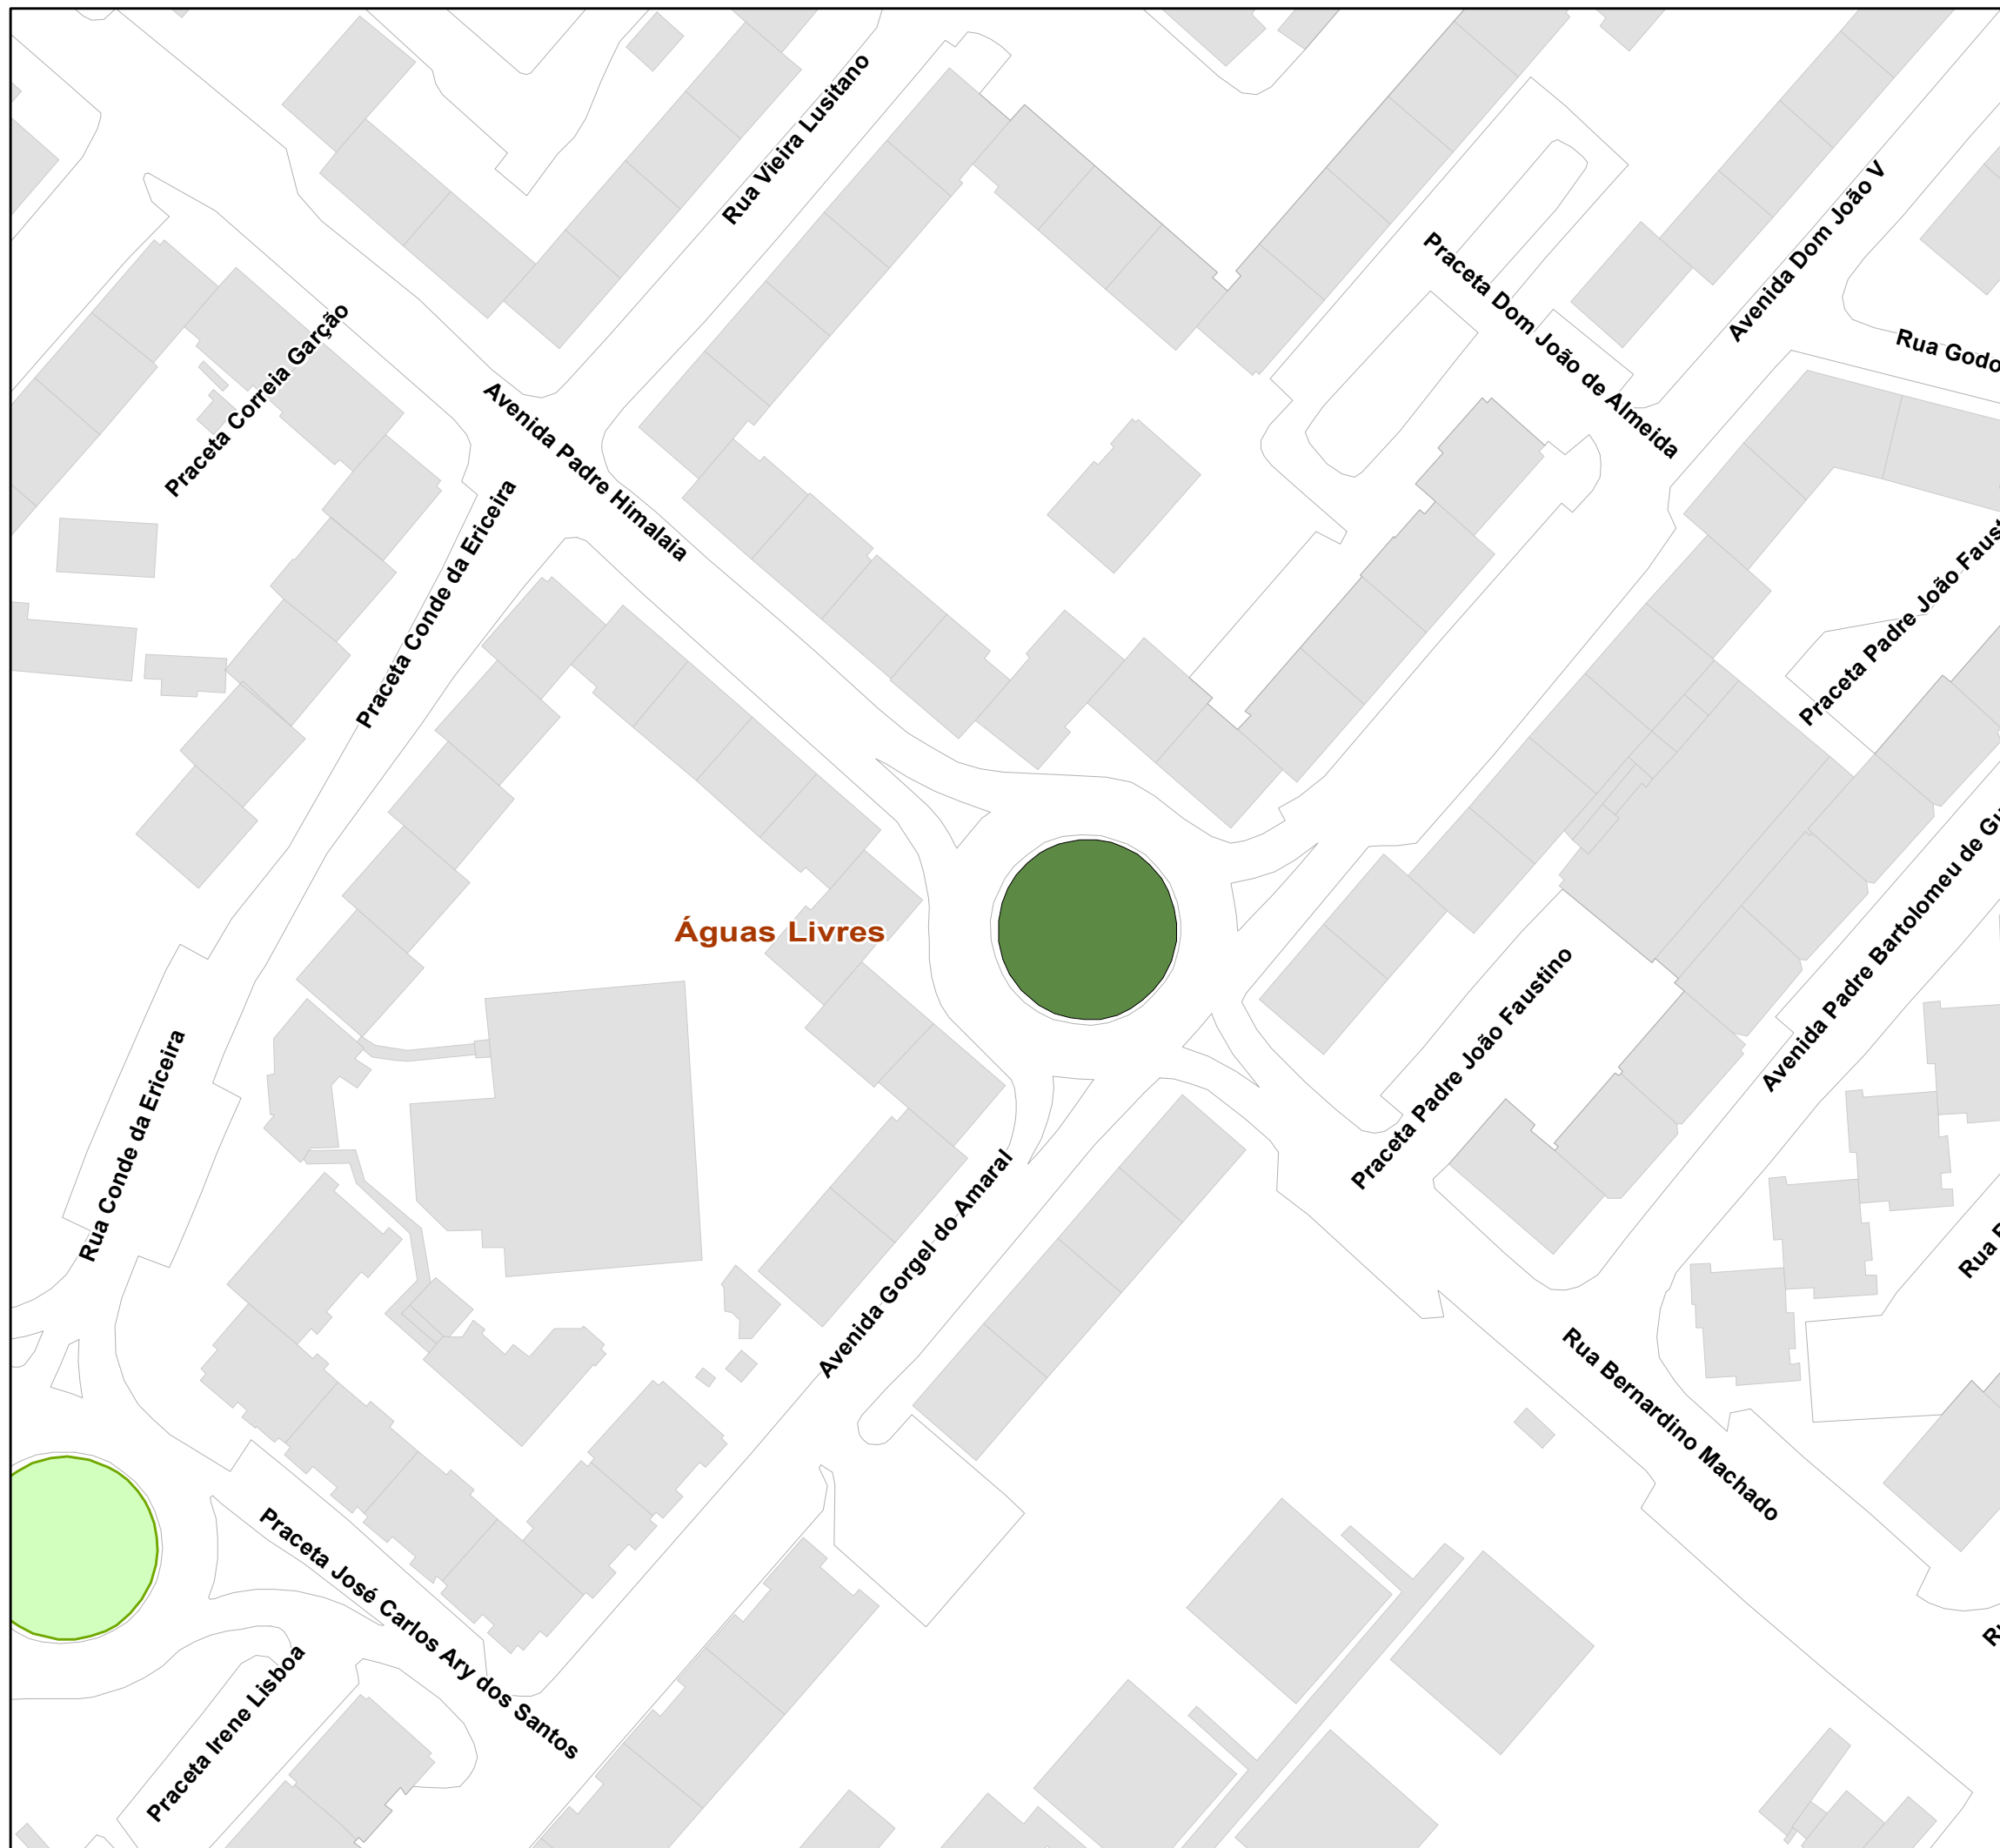 Rua Vieira Lusitano
Avenida Dom João V
Praceta Dom João de Almeida
Rua Godo
Praceta Correia Garção
Avenida Padre Himalaia
Praceta Conde da Ericeira
Praceta Padre João Faust
Avenida Padre Bartolomeu de Gu
Águas Livres
Praceta Padre João Faustino
Rua Conde da Ericeira
Avenida Gorgel do Amaral
Rua
Rua Bernardino Machado
Praceta José Carlos Ary dos Santos
Praceta Irene Lisboa